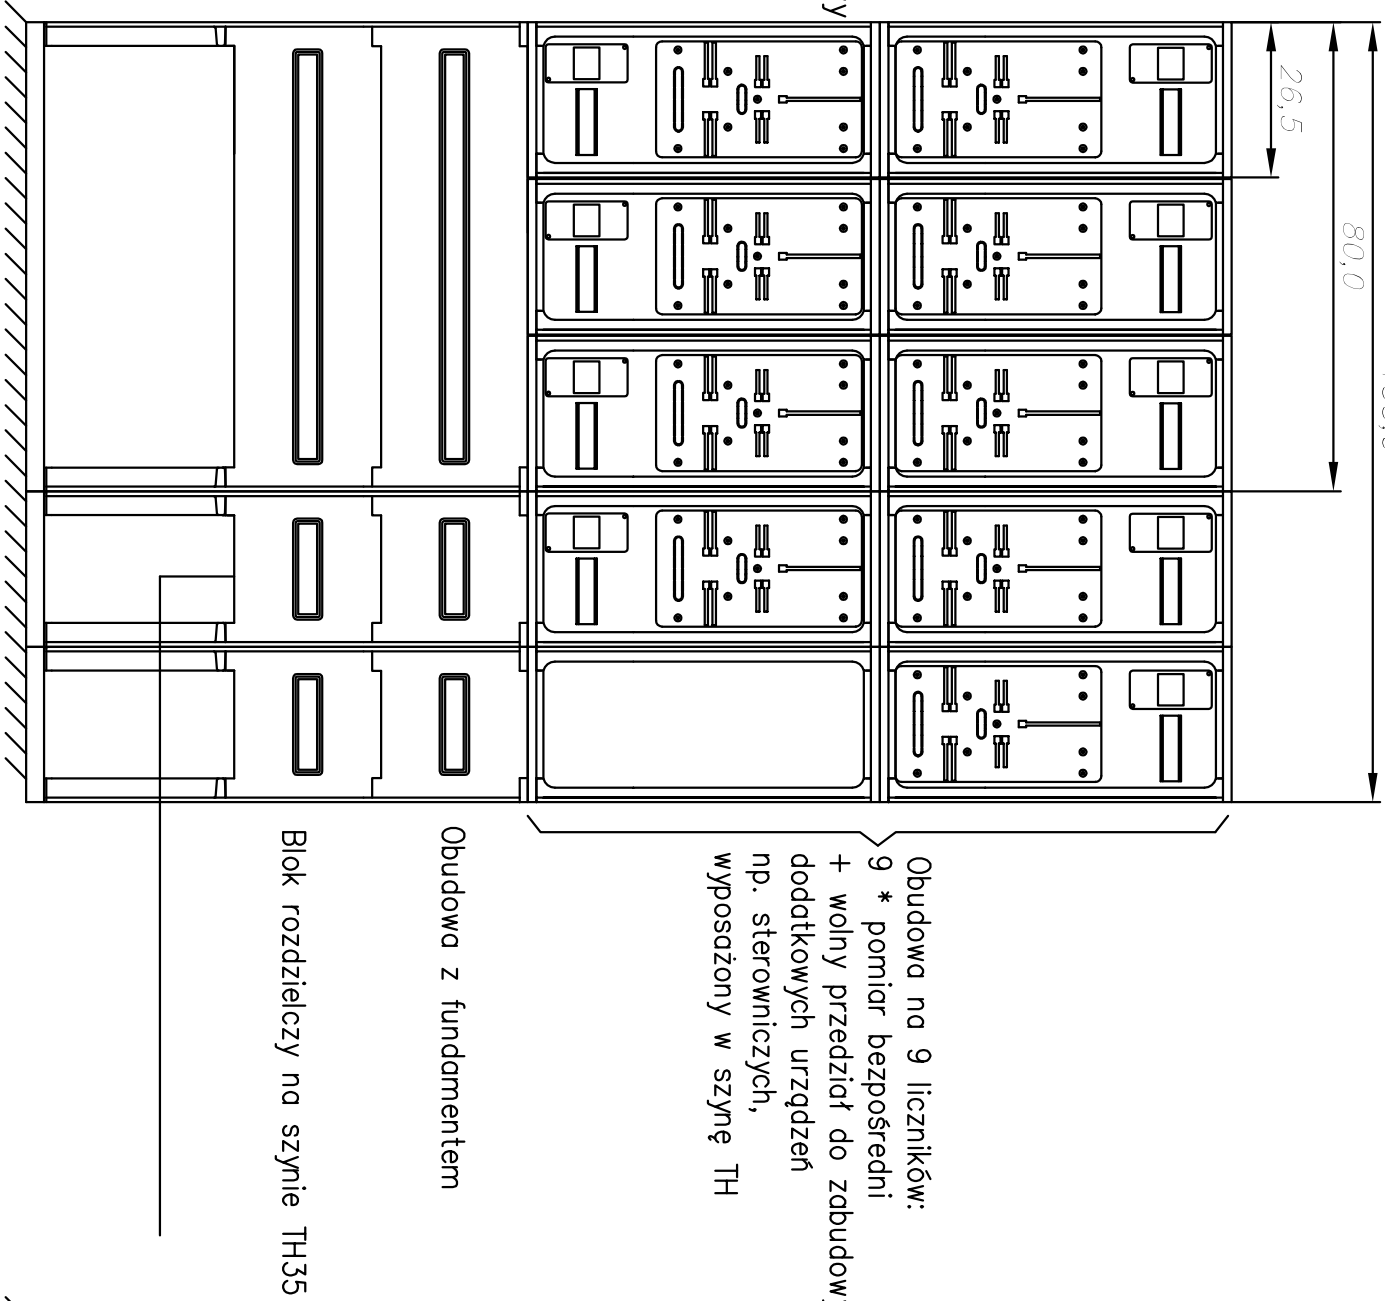 26,5
80,0
Obudowa na 9 liczników:
9 * pomiar bezpośredni
+ wolny przedział do zabudowy
dodatkowych urządzeń
np. sterowniczych,
wyposażony w szynę TH
Obudowa z fundamentem
Blok rozdzielczy na szynie TH35